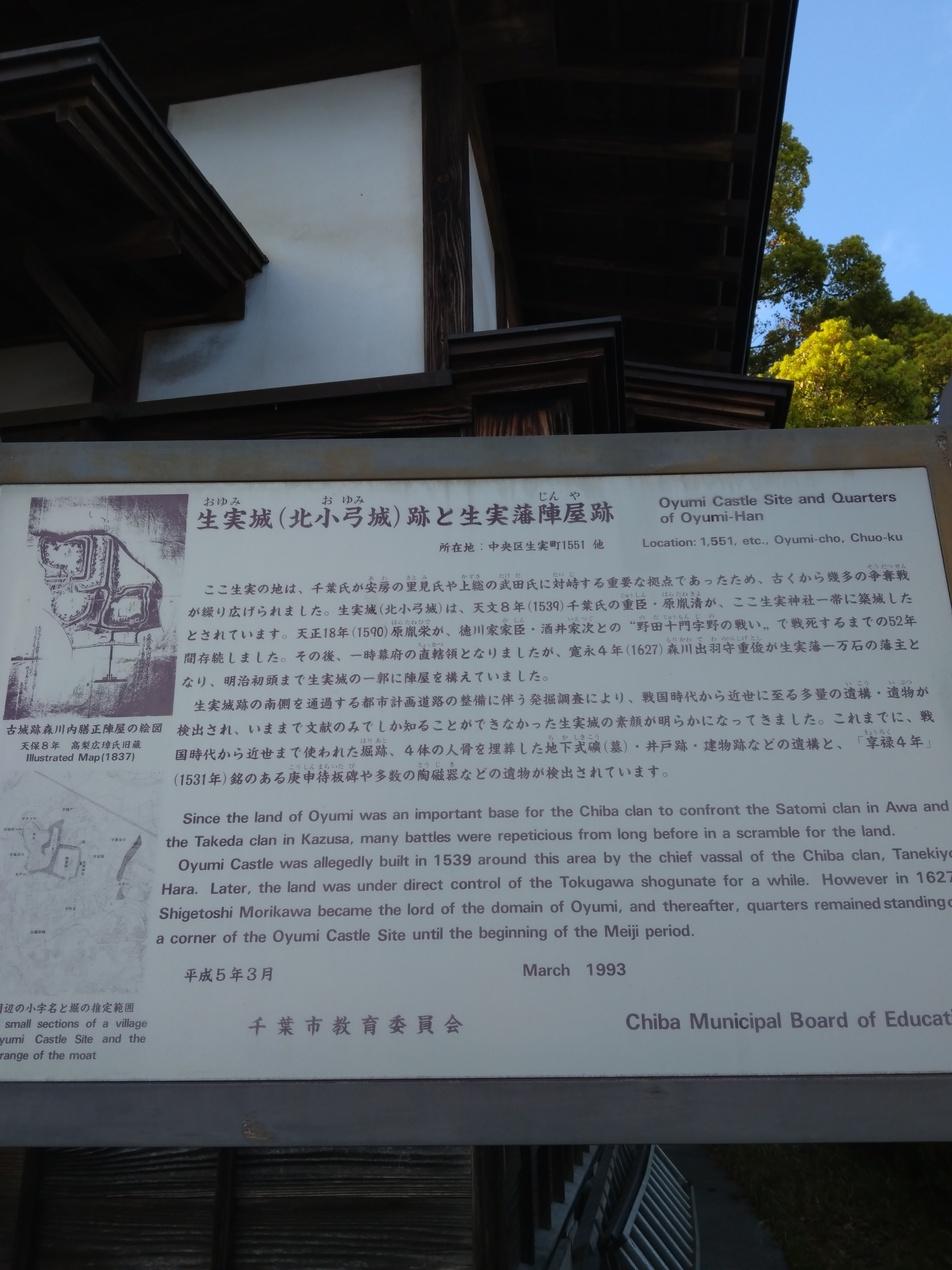 生実城(北小弓城)跡と生実藩陣屋跡
おゆみ お ゆみ じん や
Oyumi Castle Site and Quarters
of Oyumi-Han
所在地：中央区生実町1551 他
Location: 1,551, etc., Oyumi-cho, Chuo-ku
ここ生実の地は、千葉氏が安房の里見氏や上総の武田氏に対峙する重要な拠点であったため、古くから幾多の争奪戦
が繰り広げられました。生実城(北小弓城)は、天文８年(1539)千葉氏の重臣・原胤清が、ここ生実神社一帯に築城した
とされています。天正18年(1590)原胤栄が、徳川家家臣・酒井家次との“野田十門字野の戦い”で戦死するまでの52年
間存続しました。その後、一時幕府の直轄領となりましたが、寛永４年(1627)森川出羽守重俊が生実藩一万石の藩主と
なり、明治初頭まで生実城の一郭に陣屋を構えていました。
生実城跡の南側を通過する都市計画道路の整備に伴う発掘調査により、戦国時代から近世に至る多量の遺構・遺物が
検出され、いままで文献のみでしか知ることができなかった生実城の素顔が明らかになってきました。これまでに、戦
国時代から近世まで使われた堀跡、４体の人骨を埋葬した地下式礦(墓)・井戸跡・建物跡などの遺構と、「享禄４年」
(1531年)銘のある庚申待板碑や多数の陶磁器などの遺物が検出されています。
Since the land of Oyumi was an important base for the Chiba clan to confront the Satomi clan in Awa and
the Takeda clan in Kazusa, many battles were repeticious from long before in a scramble for the land.
Oyumi Castle was allegedly built in 1539 around this area by the chief vassal of the Chiba clan, Tanekiyo
Hara. Later, the land was under direct control of the Tokugawa shogunate for a while. However in 1627
Shigetoshi Morikawa became the lord of the domain of Oyumi, and thereafter, quarters remained standing
a corner of the Oyumi Castle Site until the beginning of the Meiji period.
平成５年３月
March 1993
千葉市教育委員会
Chiba Municipal Board of Educat
古城跡森川内膳正陣屋の絵図
天保８年 高梨広埻氏旧蔵
Illustrated Map(1837)
辺の小字名と堀の推定範囲
small sections of a village
yumi Castle Site and the
range of the moat